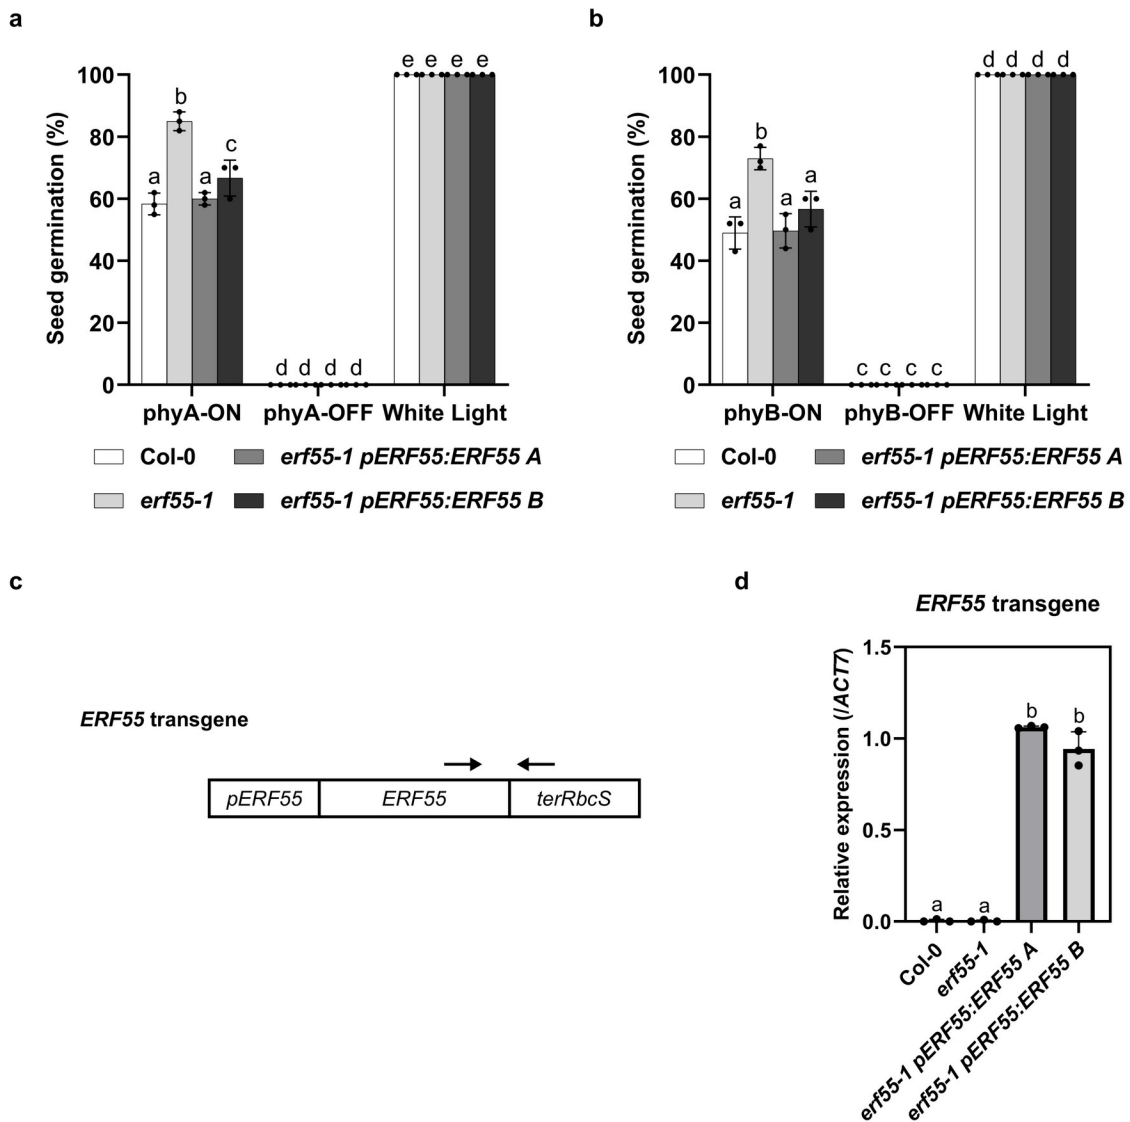 a
Seed germination (%)
100
80
60
40
20
0
a b a c
d d d d
e e e e
phyA-ON phyA-OFF White Light
Col-0 erf55-1 pERF55:ERF55 A
erf55-1 erf55-1 pERF55:ERF55 B
b
Seed germination (%)
100
80
60
40
20
0
a b a a
c c c c
d d d d
phyB-ON phyB-OFF White Light
Col-0 erf55-1 pERF55:ERF55 A
erf55-1 erf55-1 pERF55:ERF55 B
c
ERF55 transgene
pERF55 ERF55 terRbcS
d
ERF55 transgene
Relative expression (/ACT7)
1.5
1.0
0.5
0.0
a a b b
Col-0
erf55-1
erf55-1 pERF55:ERF55 A
erf55-1 pERF55:ERF55 B